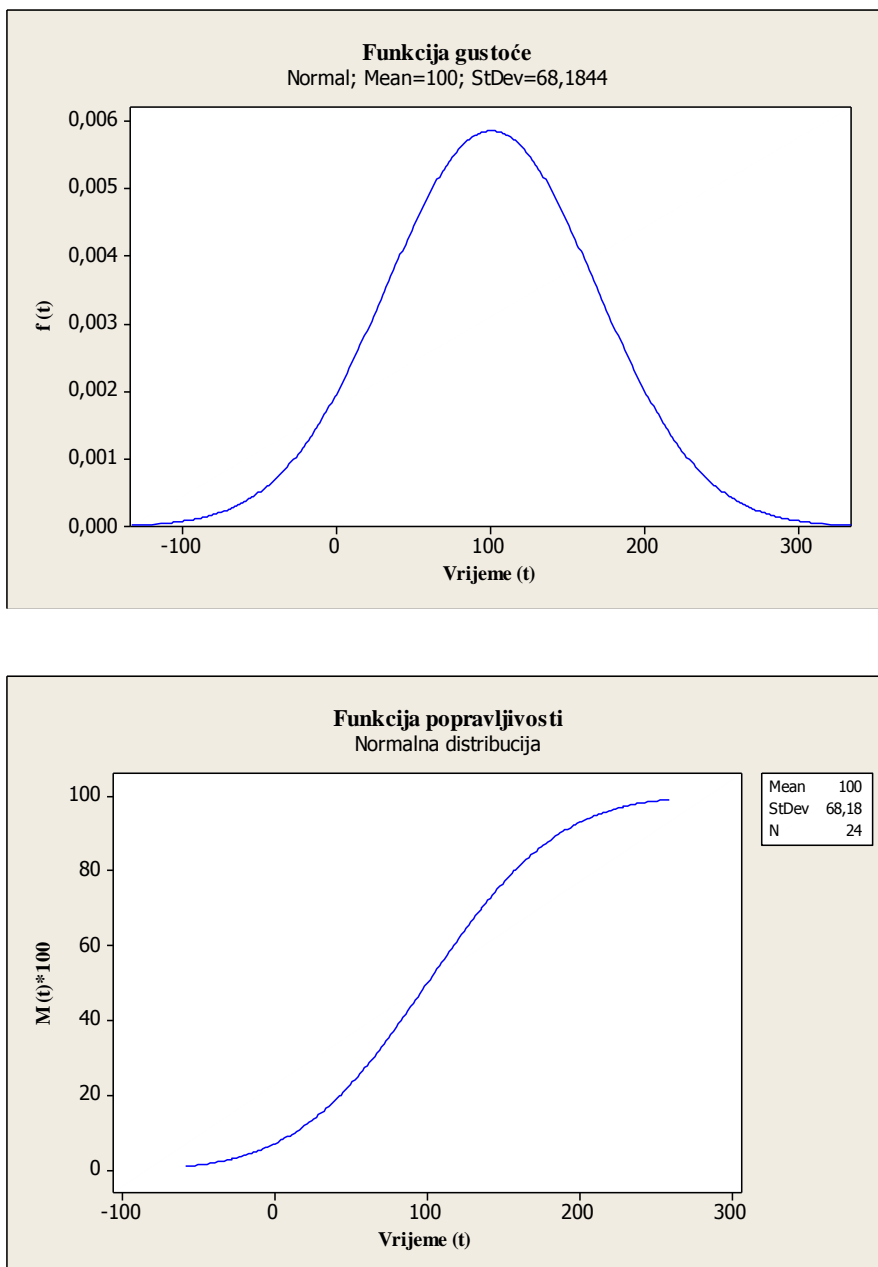 Funkcija gustoće
Normal; Mean=100; StDev=68,1844
0,006
0,005
0,004
0,003
0,002
0,001
0,000
f (t)
-100 0 100 200 300
Vrijeme (t)
Funkcija popravljivosti
Normalna distribucija
Mean 100
StDev 68,18
N 24
100
80
60
40
20
0
M (t)*100
-100 0 100 200 300
Vrijeme (t)